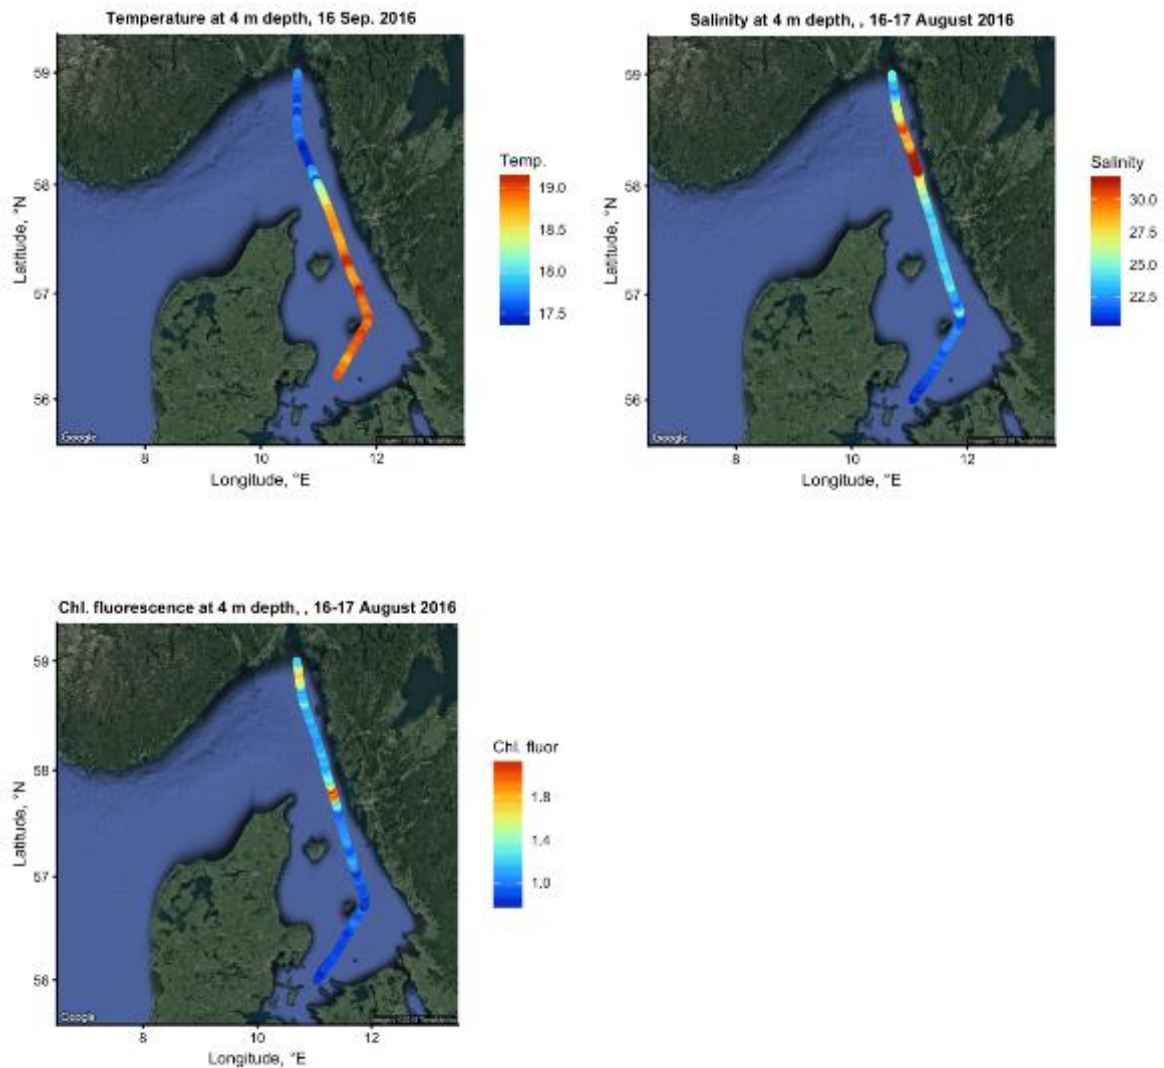 Temperature at 4 m depth, 16 Sep. 2016
59
58
57
56
Latitude, °N
Google
8 10 12
Longitude, °E
Temp.
19.0
18.5
18.0
17.5
Salinity at 4 m depth, , 16-17 August 2016
59
58
57
56
Latitude, °N
Google
8 10 12
Longitude, °E
Salinity
30.0
27.5
25.0
22.5
Chl. fluorescence at 4 m depth, , 16-17 August 2016
59
58
57
56
Latitude, °N
Google
8 10 12
Longitude, °E
Chl. fluor
1.8
1.4
1.0